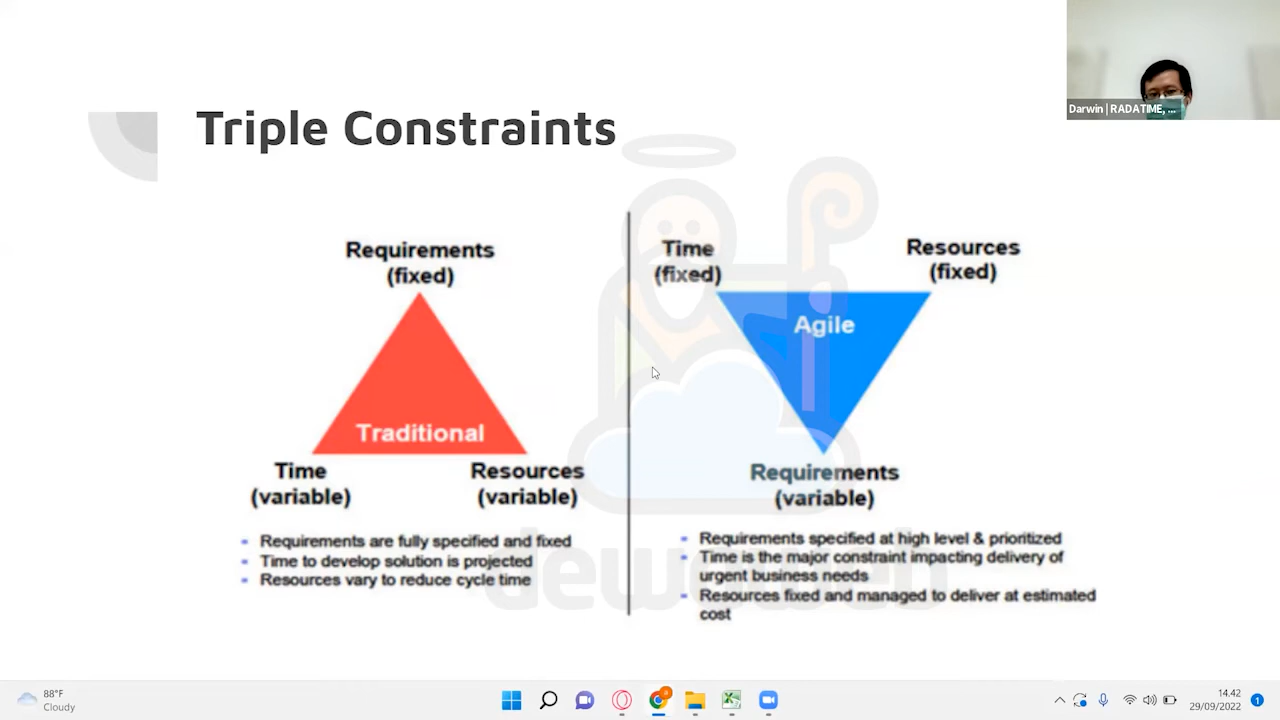 Darwin | RADATIME, ...
Triple Constraints
Requirements
(fixed)
Traditional
Time
(variable)
Resources
(variable)
Requirements are fully specified and fixed
Time to develop solution is projected
Resources vary to reduce cycle time
Time
(fixed)
Resources
(fixed)
Agile
Requirements
(variable)
Requirements specified at high level & prioritized
Time is the major constraint impacting delivery of
urgent business needs
Resources fixed and managed to deliver at estimated
cost
dewaweb
88°F
Cloudy
14.42
29/09/2022
1